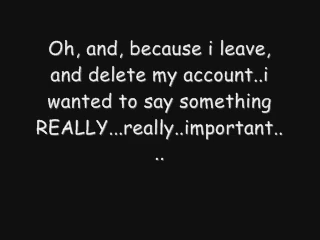 Oh, and, because i leave,
and delete my account..i
wanted to say something
REALLY...really..important..
..